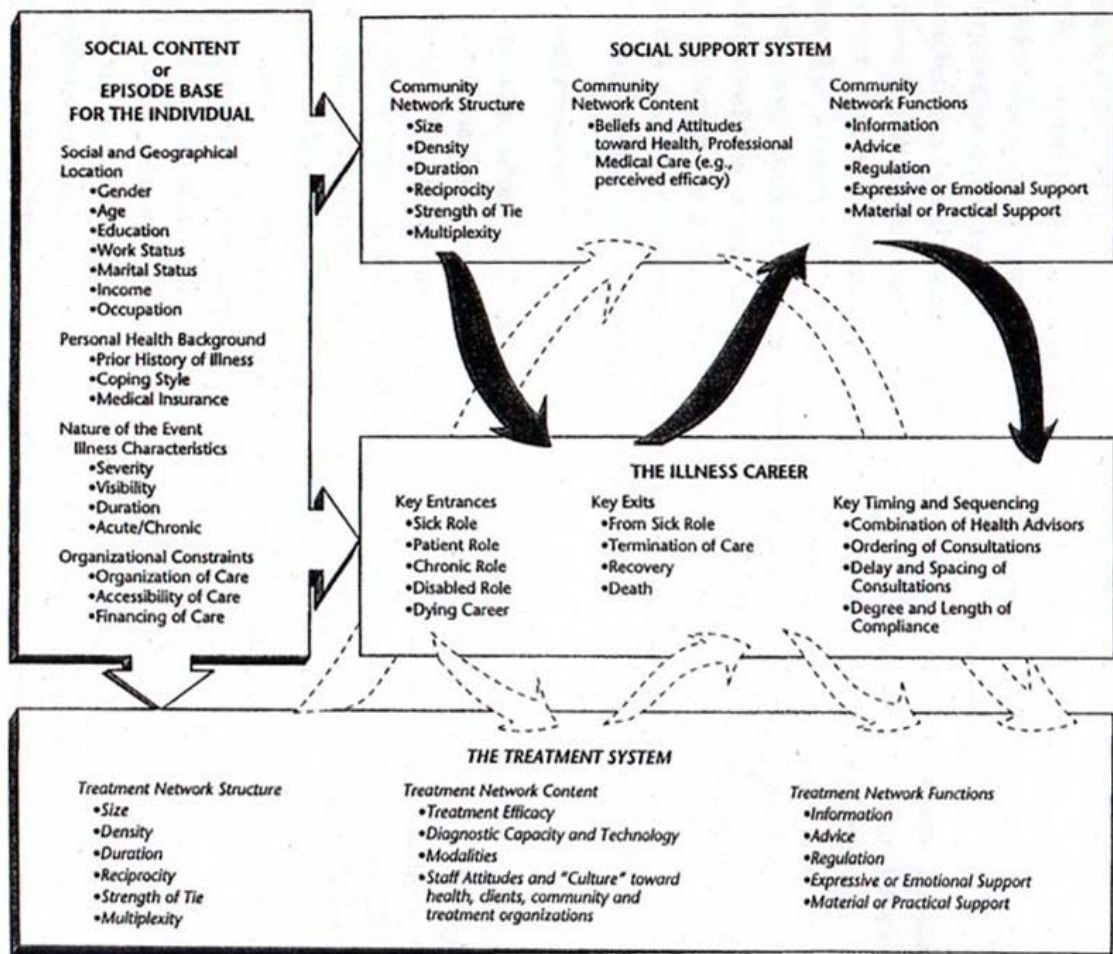 SOCIAL CONTENT
or
EPISODE BASE
FOR THE INDIVIDUAL
Social and Geographical
Location
•Gender
•Age
•Education
•Work Status
•Marital Status
•Income
•Occupation
Personal Health Background
•Prior History of Illness
•Coping Style
•Medical Insurance
Nature of the Event
Illness Characteristics
•Severity
•Visibility
•Duration
•Acute/Chronic
Organizational Constraints
•Organization of Care
•Accessibility of Care
•Financing of Care
SOCIAL SUPPORT SYSTEM
Community
Network Structure
•Size
•Density
•Duration
•Reciprocity
•Strength of Tie
•Multiplexity
Community
Network Content
•Beliefs and Attitudes
toward Health, Professional
Medical Care (e.g.,
perceived efficacy)
Community
Network Functions
•Information
•Advice
•Regulation
•Expressive or Emotional Support
•Material or Practical Support
THE ILLNESS CAREER
Key Entrances
•Sick Role
•Patient Role
•Chronic Role
•Disabled Role
•Dying Career
Key Exits
•From Sick Role
•Termination of Care
•Recovery
•Death
Key Timing and Sequencing
•Combination of Health Advisors
•Ordering of Consultations
•Delay and Spacing of
Consultations
•Degree and Length of
Compliance
THE TREATMENT SYSTEM
Treatment Network Structure
•Size
•Density
•Duration
•Reciprocity
•Strength of Tie
•Multiplexity
Treatment Network Content
•Treatment Efficacy
•Diagnostic Capacity and Technology
•Modalities
•Staff Attitudes and "Culture" toward
health, clients, community and
treatment organizations
Treatment Network Functions
•Information
•Advice
•Regulation
•Expressive or Emotional Support
•Material or Practical Support